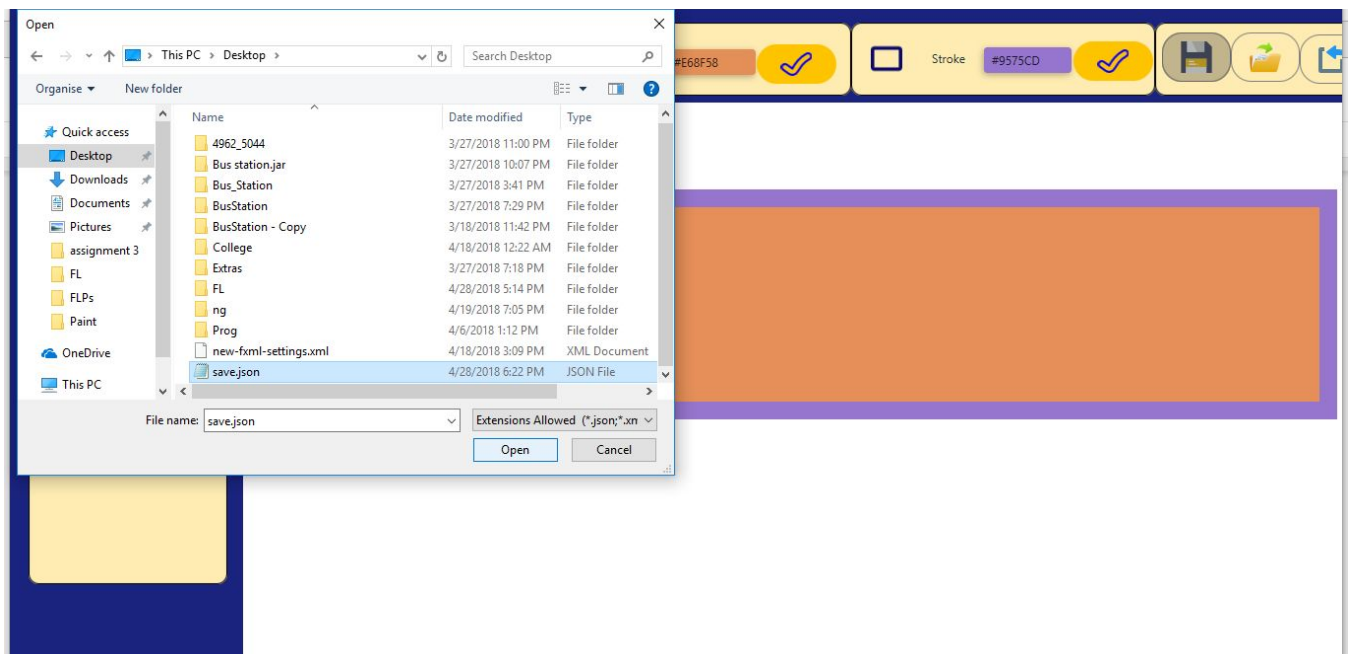 Open
This PC > Desktop >
Search Desktop
#E68F58
Stroke
#9575CD
Organise
New folder
Name
Date modified
Type
Quick access
Desktop
Downloads
Documents
Pictures
assignment 3
FL
FLPs
Paint
OneDrive
This PC
4962_5044 3/27/2018 11:00 PM File folder
Bus station.jar 3/27/2018 10:07 PM File folder
Bus_Station 3/27/2018 3:41 PM File folder
BusStation 3/27/2018 7:29 PM File folder
BusStation - Copy 3/18/2018 11:42 PM File folder
College 4/18/2018 12:22 AM File folder
Extras 3/27/2018 7:18 PM File folder
FL 4/28/2018 5:14 PM File folder
ng 4/19/2018 7:05 PM File folder
Prog 4/6/2018 1:12 PM File folder
new-fxml-settings.xml 4/18/2018 3:09 PM XML Document
save.json 4/28/2018 6:22 PM JSON File
File name: save.json
Extensions Allowed (*.json;*.xn
Open
Cancel